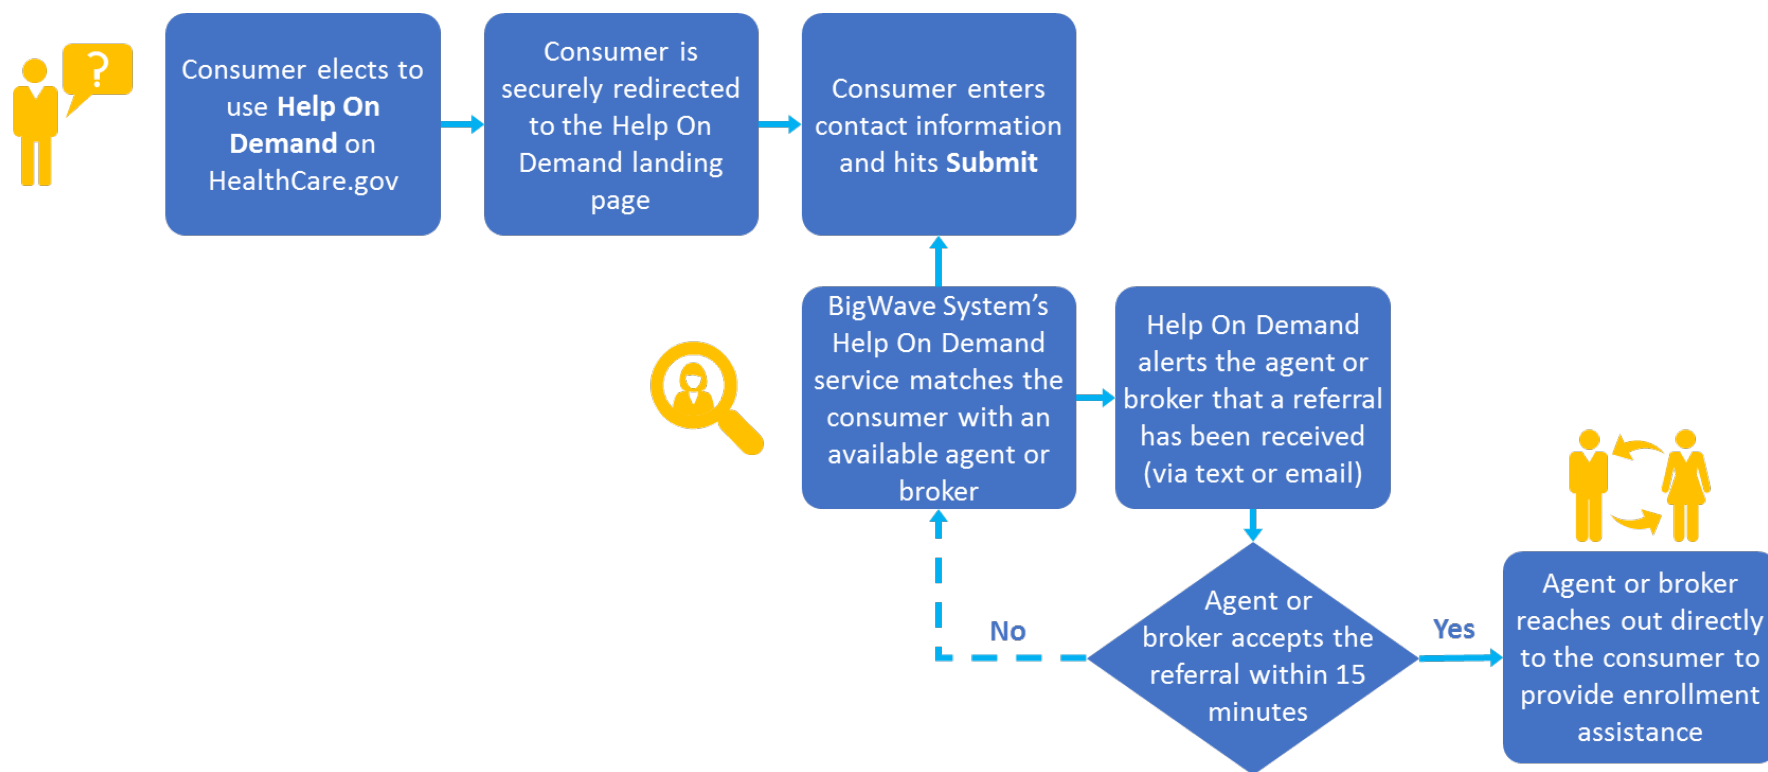 ?
Consumer elects to
use Help On
Demand on
HealthCare.gov
Consumer is
securely redirected
to the Help On
Demand landing
page
Consumer enters
contact information
and hits Submit
BigWave System’s
Help On Demand
service matches the
consumer with an
available agent or
broker
Help On Demand
alerts the agent or
broker that a referral
has been received
(via text or email)
Agent or
broker accepts the
referral within 15
minutes
No
Yes
Agent or broker
reaches out directly
to the consumer to
provide enrollment
assistance